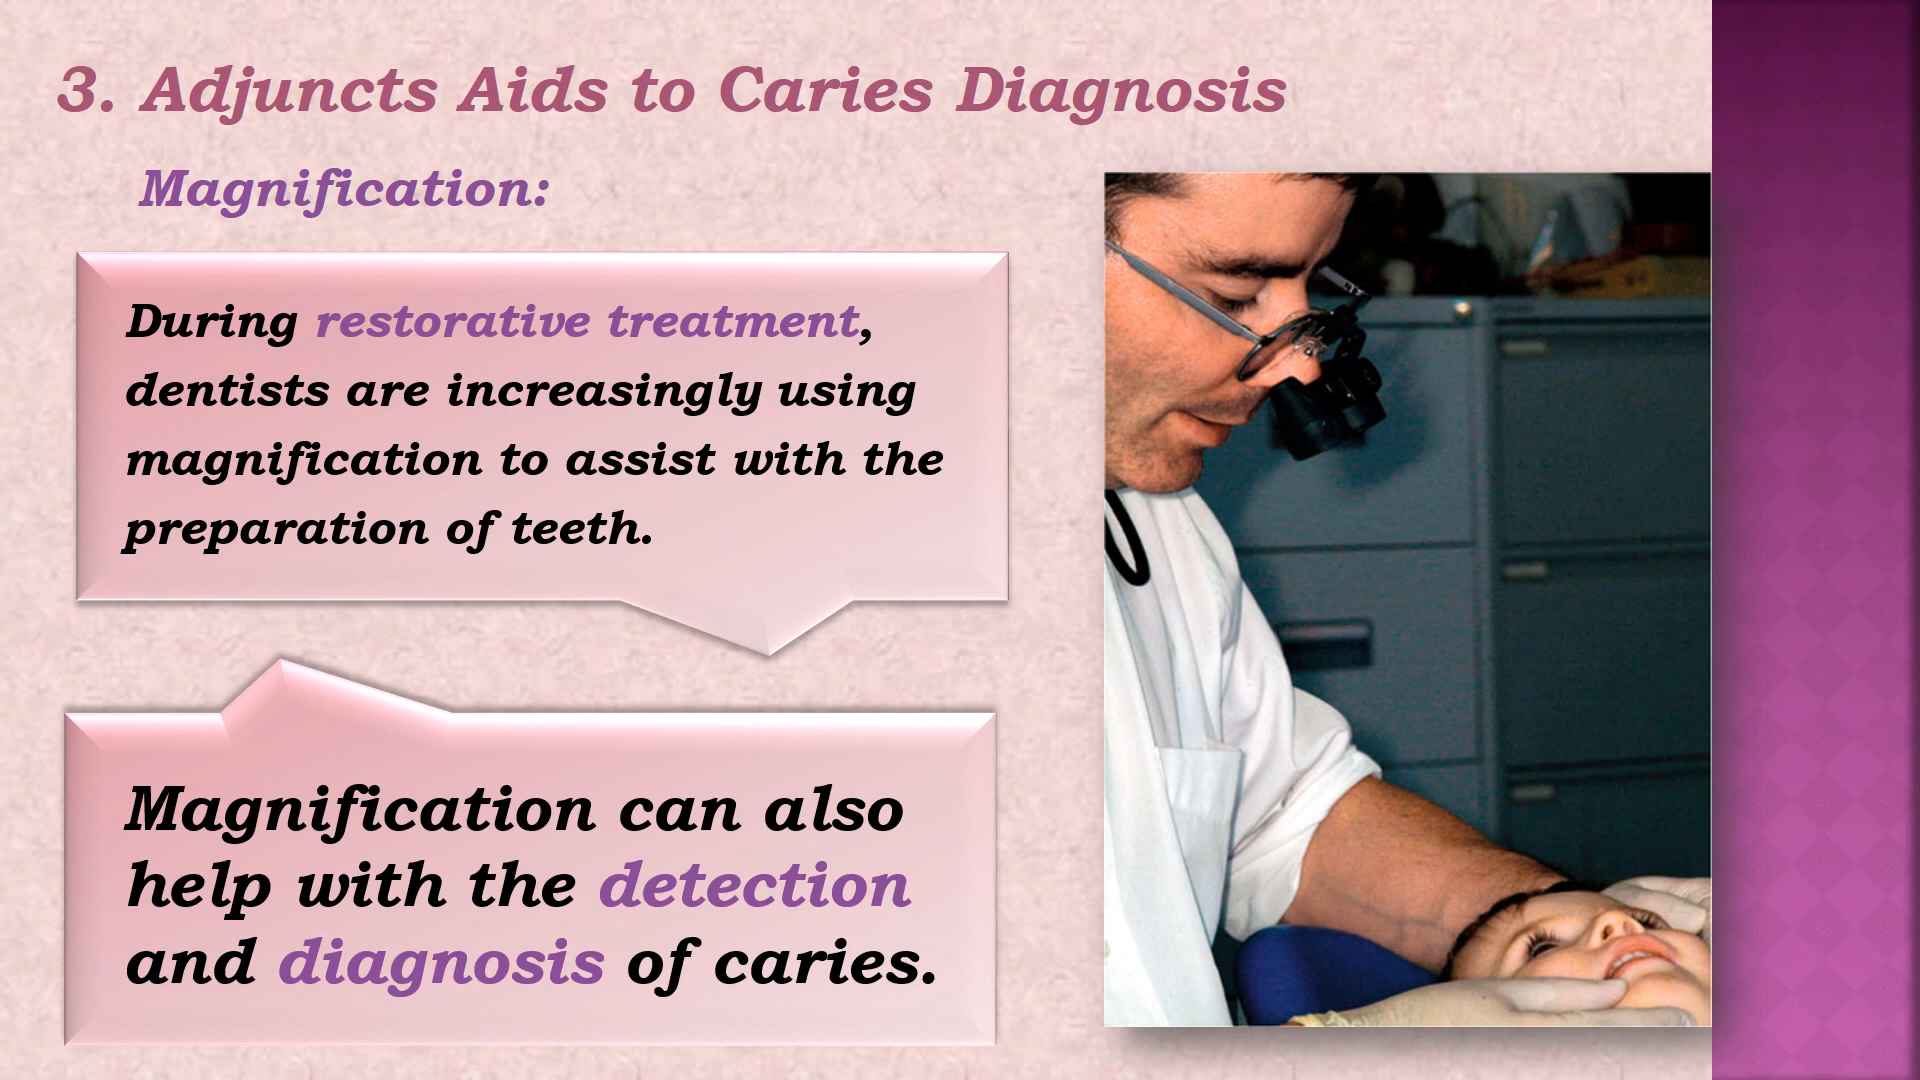 3. Adjuncts Aids to Caries Diagnosis
Magnification:
During restorative treatment,
dentists are increasingly using
magnification to assist with the
preparation of teeth.
Magnification can also
help with the detection
and diagnosis of caries.